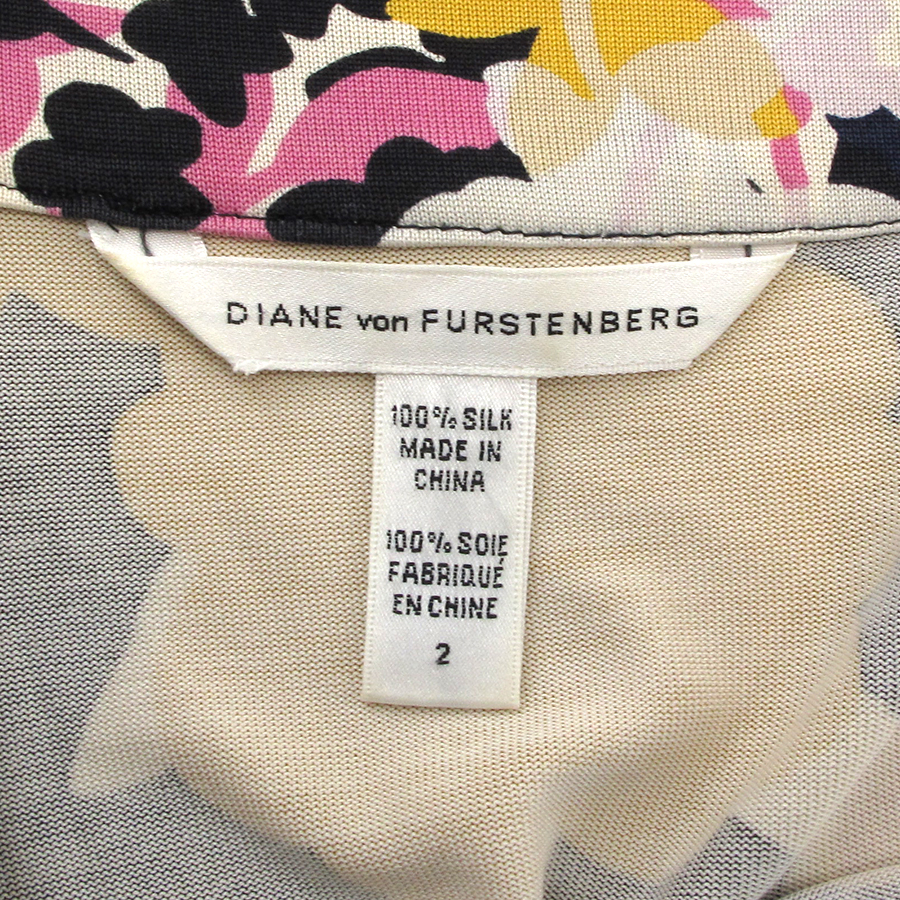 DIANE von FURSTENBERG
100% SILK
MADE IN
CHINA
100% SOIE
FABRIQUÉ
EN CHINE
2